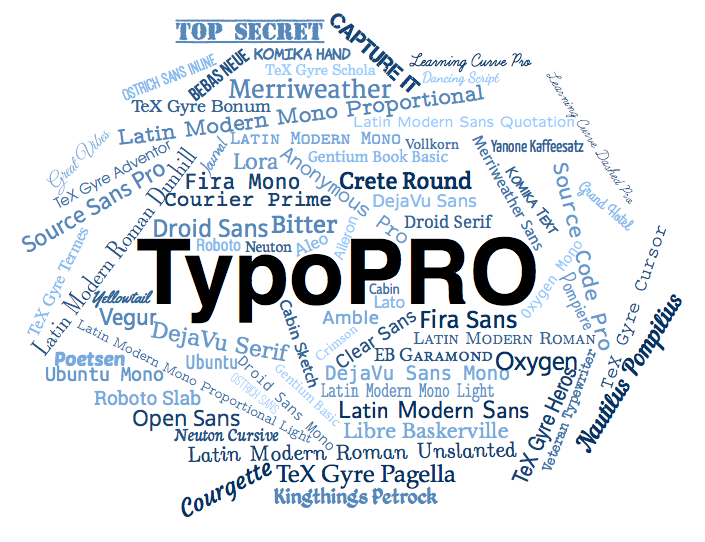 TOP SECRET
CAPTURE IT
OSTRICH SANS INLINE
BEBAS NEUE
KOMIKA HAND
Learning Curve Pro
TeX Gyre Schola
Dancing Script
Merriweather
Learning Curve Dashed Pro
TeX Gyre Bonum
Latin Modern Mono Proportional
Latin Modern Sans Quotation
Great Vibes
Latin Modern Mono
Vollkorn
Yanone Kaffeesatz
TeX Gyre Adventor
Journal
Lora
Anonymous Pro
Gentium Book Basic
Merriweather Sans
KOMIKA TEXT
Source Code Pro
Grand Hotel
Source Sans Pro
Latin Modern Roman Dunhill
Fira Mono
Crete Round
Courier Prime
DejaVu Sans
Droid Sans
Bitter
Aleo
Aileron
Droid Serif
TeX Gyre Termes
Roboto
Neuton
Oxygen Mono
TeX Gyre Cursor
TypoPRO
Cabin
Lato
Pompiere
Yellowtail
Vegur
DejaVu Serif
Cabin Sketch
Amble
Crimson
Clear Sans
Fira Sans
Nautilus Pompilius
Latin Modern Roman
Poetsen
Latin Modern Mono Proportional Light
Ubuntu
Droid Sans Mono
EB Garamond
Oxygen
Ubuntu Mono
OSTRICH SANS
Gentium Basic
DejaVu Sans Mono
TeX Gyre Heros
Veteran Typewriter
Roboto Slab
Latin Modern Mono Light
Open Sans
Latin Modern Sans
Neuton Cursive
Libre Baskerville
Latin Modern Roman Unslanted
Courgette
TeX Gyre Pagella
Kingthings Petrock